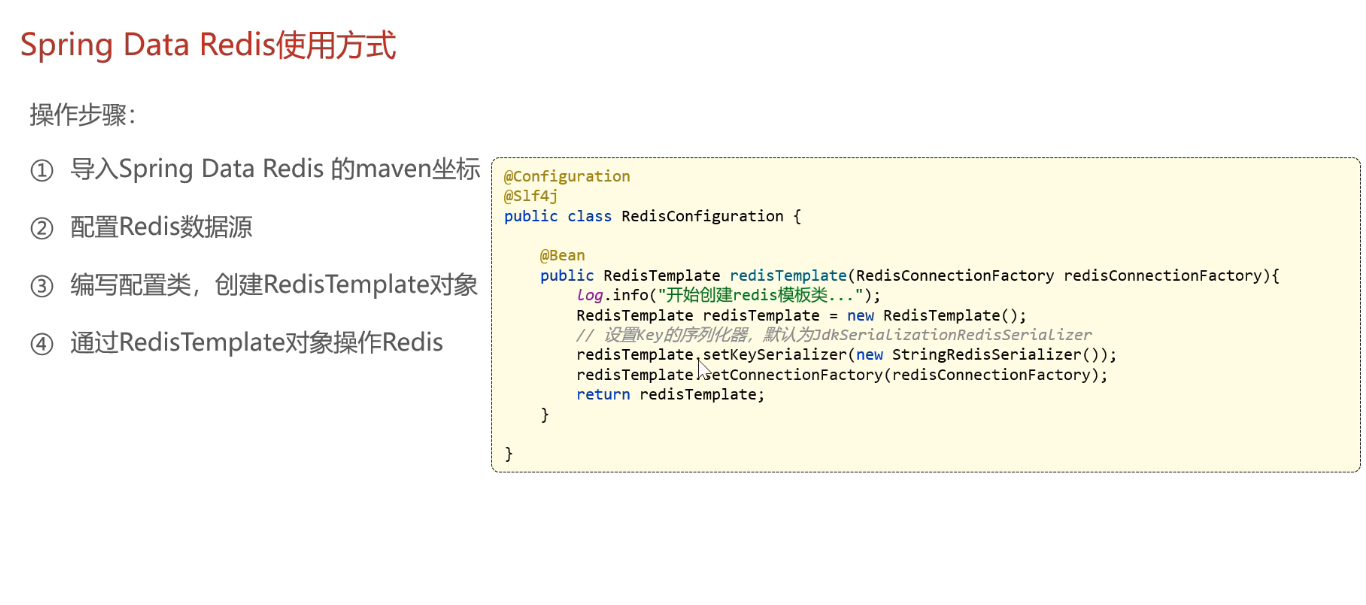 Spring Data Redis使用方式
操作步骤：
① 导入Spring Data Redis 的maven坐标
② 配置Redis数据源
③ 编写配置类，创建RedisTemplate对象
④ 通过RedisTemplate对象操作Redis
@Configuration
@Slf4j
public class RedisConfiguration {
@Bean
public RedisTemplate redisTemplate(RedisConnectionFactory redisConnectionFactory){
log.info("开始创建redis模板类...");
RedisTemplate redisTemplate = new RedisTemplate();
// 设置Key的序列化器，默认为JdkSerializationRedisSerializer
redisTemplate.setKeySerializer(new StringRedisSerializer());
redisTemplate.setConnectionFactory(redisConnectionFactory);
return redisTemplate;
}
}